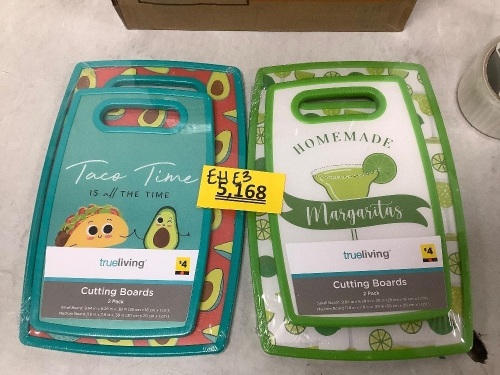 Taco Time
IS all THE TIME
trueliving
$4
Cutting Boards
2 Pack
EH E3
5,168
HOMEMADE
Margaritas
trueliving
$4
Cutting Boards
2 Pack